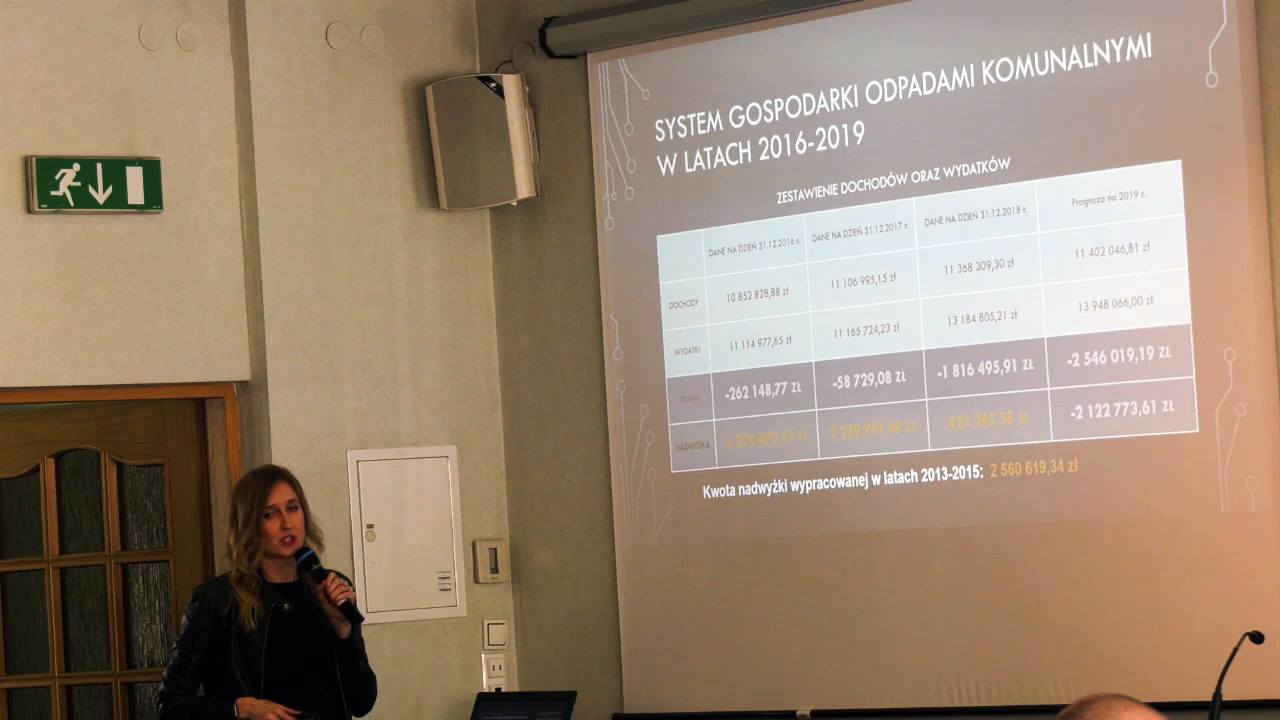 SYSTEM GOSPODARKI ODPADAMI KOMUNALNYMI
W LATACH 2016-2019
ZESTAWIENIE DOCHODÓW ORAZ WYDATKÓW
DANE NA DZIEŃ 31.12.2016 r. DANE NA DZIEŃ 31.12.2017 r. DANE NA DZIEŃ 31.12.2018 r. Prognoza na 2019 r.
DOCHODY 10 852 828,88 zł 11 106 995,15 zł 11 368 309,30 zł 11 402 046,81 zł
WYDATKI 11 114 977,65 zł 11 165 724,23 zł 13 184 805,21 zł 13 948 066,00 zł
-262 148,77 ZŁ -58 729,08 ZŁ -1 816 495,91 ZŁ -2 546 019,19 ZŁ
NADWYŻKA -2 122 773,61 ZŁ
Kwota nadwyżki wypracowanej w latach 2013-2015: 2 560 619,34 zł